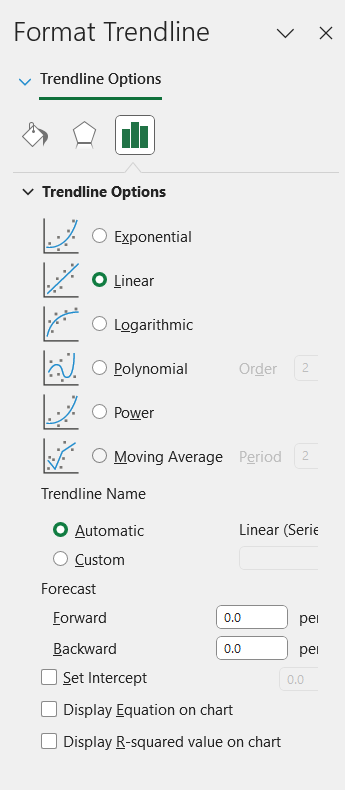 Format Trendline
Trendline Options
Trendline Options
Exponential
Linear
Logarithmic
Polynomial Order 2
Power
Moving Average Period 2
Trendline Name
Automatic Linear (Serie
Custom
Forecast
Forward 0.0 per
Backward 0.0 per
Set Intercept 0.0
Display Equation on chart
Display R-squared value on chart